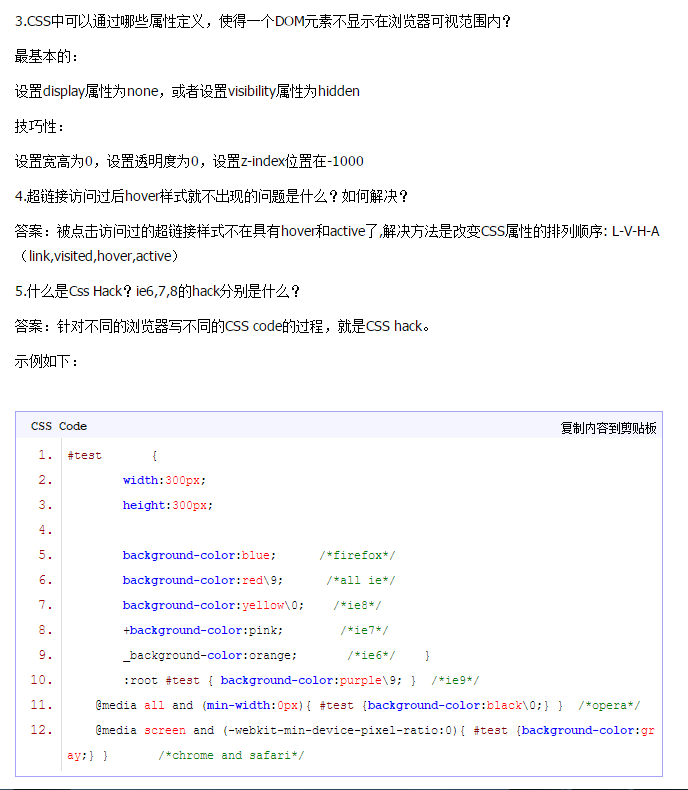 3.CSS中可以通过哪些属性定义，使得一个DOM元素不显示在浏览器可视范围内？
最基本的：
设置display属性为none，或者设置visibility属性为hidden
技巧性：
设置宽高为0，设置透明度为0，设置z-index位置在-1000
4.超链接访问过后hover样式就不出现的问题是什么？如何解决？
答案：被点击访问过的超链接样式不在具有hover和active了,解决方法是改变CSS属性的排列顺序: L-V-H-A
（link,visited,hover,active）
5.什么是Css Hack？ie6,7,8的hack分别是什么？
答案：针对不同的浏览器写不同的CSS code的过程，就是CSS hack。
示例如下：
CSS Code 复制内容到剪贴板
1. #test {
2. width:300px;
3. height:300px;
4.
5. background-color:blue; /*firefox*/
6. background-color:red\9; /*all ie*/
7. background-color:yellow\0; /*ie8*/
8. +background-color:pink; /*ie7*/
9. _background-color:orange; /*ie6*/ }
10. :root #test { background-color:purple\9; } /*ie9*/
11. @media all and (min-width:0px){ #test {background-color:black\0;} } /*opera*/
12. @media screen and (-webkit-min-device-pixel-ratio:0){ #test {background-color:gr
ay;} } /*chrome and safari*/